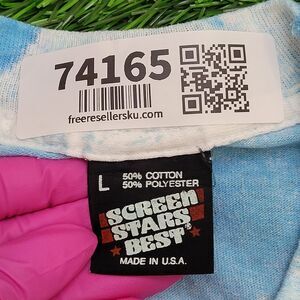 74165
freeresellersku.com
L
50% COTTON
50% POLYESTER
SCREEN
STARS
BEST®
MADE IN U.S.A.